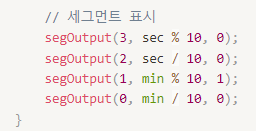 // 세그먼트 표시
segOutput(3, sec % 10, 0);
segOutput(2, sec / 10, 0);
segOutput(1, min % 10, 1);
segOutput(0, min / 10, 0);
}